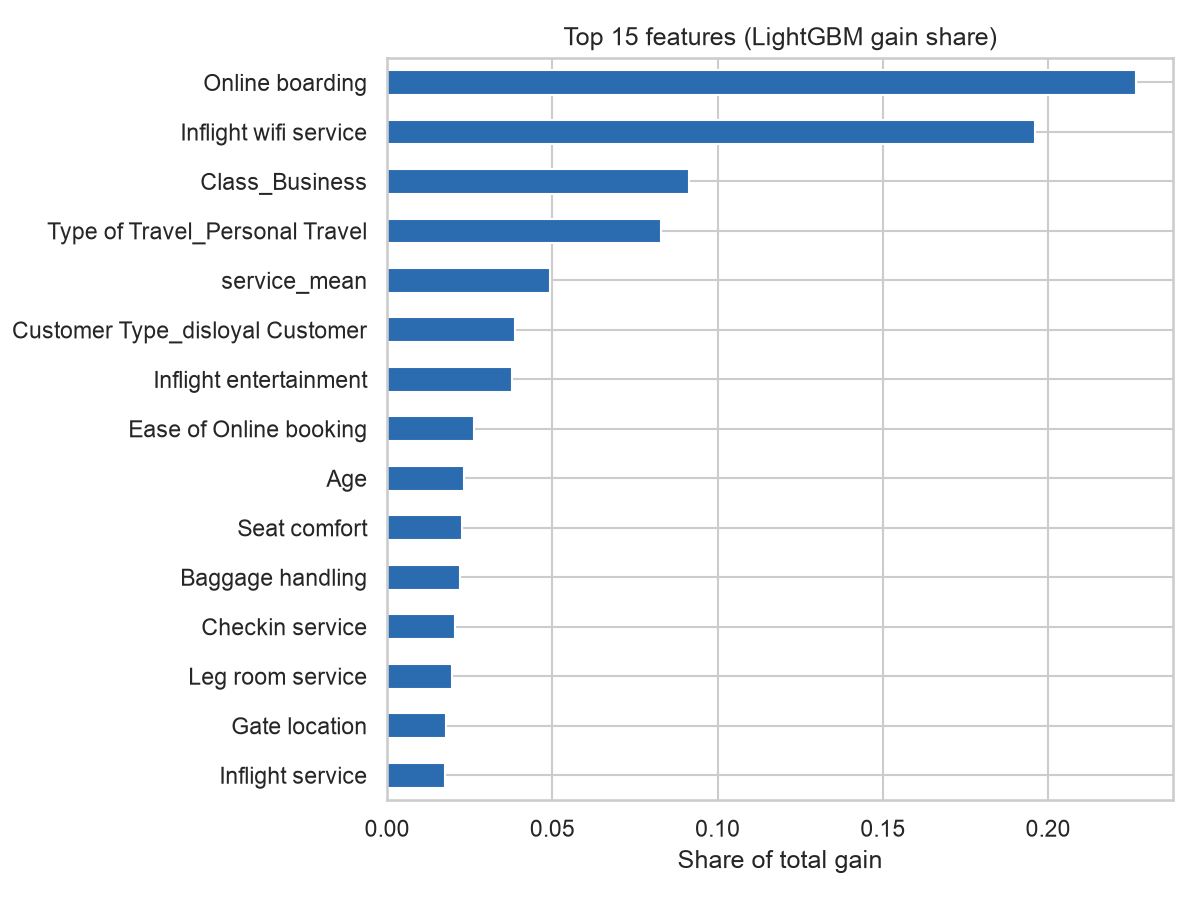 Top 15 features (LightGBM gain share)
Online boarding
Inflight wifi service
Class_Business
Type of Travel_Personal Travel
service_mean
Customer Type_disloyal Customer
Inflight entertainment
Ease of Online booking
Age
Seat comfort
Baggage handling
Checkin service
Leg room service
Gate location
Inflight service
0.00 0.05 0.10 0.15 0.20
Share of total gain